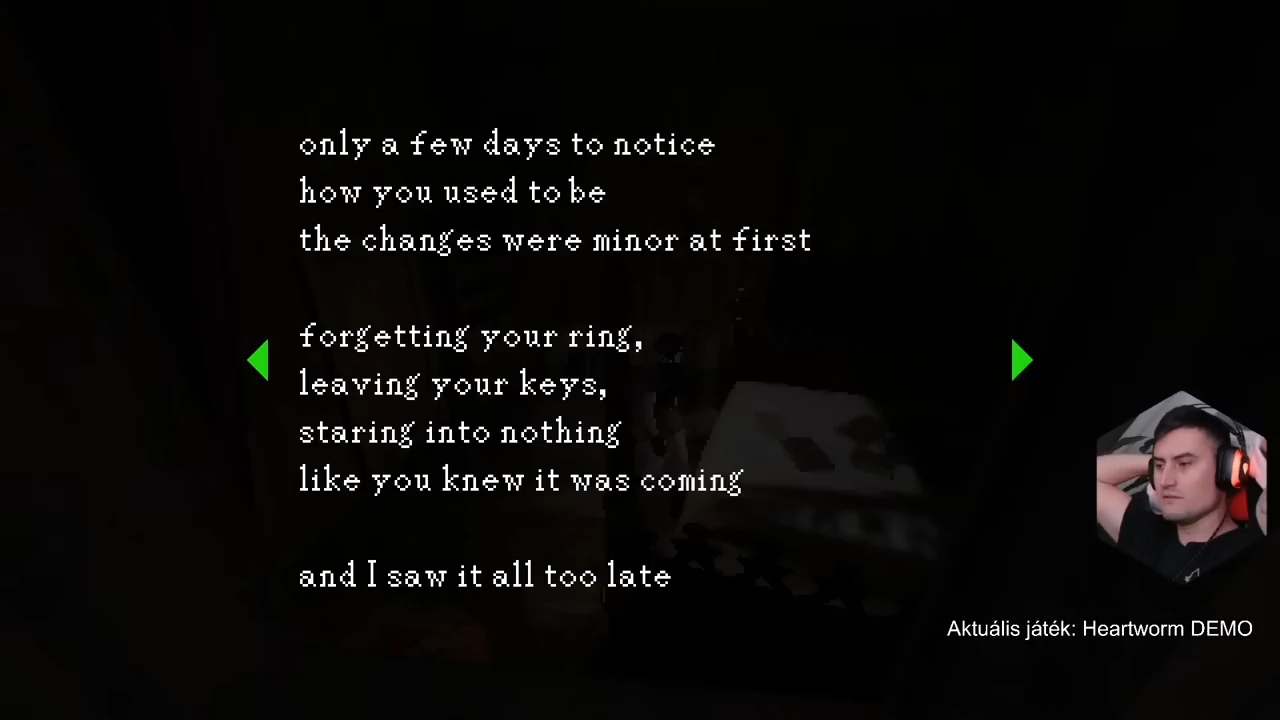 only a few days to notice
how you used to be
the changes were minor at first
forgetting your ring,
leaving your keys,
staring into nothing
like you knew it was coming
and I saw it all too late
Aktuális játék: Heartworm DEMO